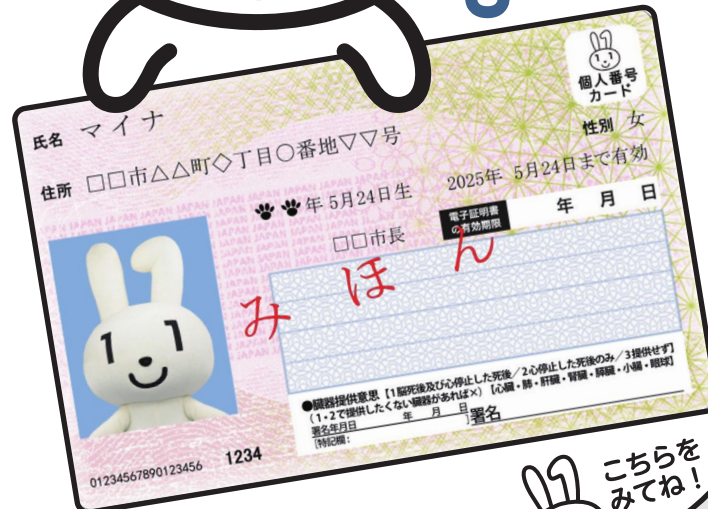 個人番号
カード
氏名 マイナ
性別 女
住所 □□市△△町◇丁目○番地▽▽号
年 5月24日生
2025年 5月24日まで有効
□□市長
電子証明書
の有効期限
年 月 日
みほん
JAPAN JAPAN JAPAN JAPAN JAPAN JAPAN
●臓器提供意思【1脳死後及び心停止した死後/2心停止した死後のみ/3提供せず】
(1・2で提供したくない臓器があれば×)【心臓・肺・肝臓・腎臓・膵臓・小腸・眼球】
署名年月日 年 月 日
[特記欄: ]署名
01234567890123456 1234
こちらを
みてね!